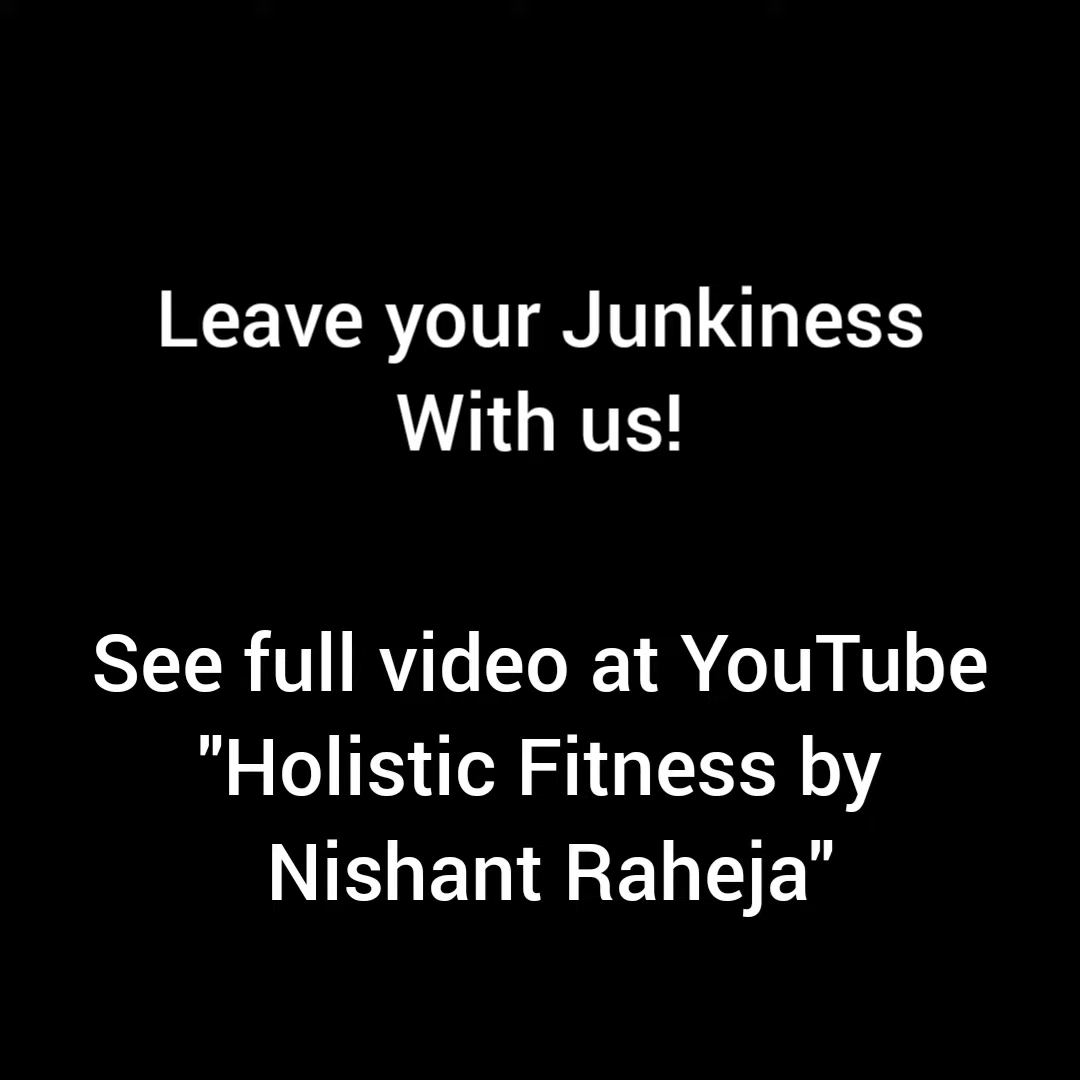 Leave your Junkiness
With us!
See full video at YouTube
"Holistic Fitness by
Nishant Raheja"